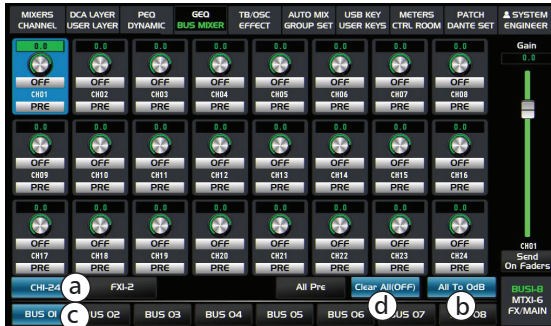 MIXERS DCA LAYER PEQ GEQ TB/OSC AUTO MIX USB KEY METERS PATCH SYSTEM
CHANNEL USER LAYER DYNAMIC BUS MIXER EFFECT GROUP SET USER KEYS CTRL ROOM DANTE SET ENGINEER
Gain
0.0 0.0 0.0 0.0 0.0 0.0 0.0 0.0 0.0
OFF OFF OFF OFF OFF OFF OFF OFF
CH01 CH02 CH03 CH04 CH05 CH06 CH07 CH08
PRE PRE PRE PRE PRE PRE PRE PRE
0.0 0.0 0.0 0.0 0.0 0.0 0.0 0.0
OFF OFF OFF OFF OFF OFF OFF OFF
CH09 CH10 CH11 CH12 CH13 CH14 CH15 CH16
PRE PRE PRE PRE PRE PRE PRE PRE
0.0 0.0 0.0 0.0 0.0 0.0 0.0 0.0
OFF OFF OFF OFF OFF OFF OFF OFF
CH17 CH18 CH19 CH20 CH21 CH22 CH23 CH24 CH01
PRE PRE PRE PRE PRE PRE PRE PRE Send
On Faders
CHI-24 a FXI-2 All Pre Clear All(OFF) All To 0dB BUSI-8
d b MTXI-6
BUS 01 c US 02 BUS 03 BUS 04 BUS 05 BUS 06 US 07 08 FX/MAIN